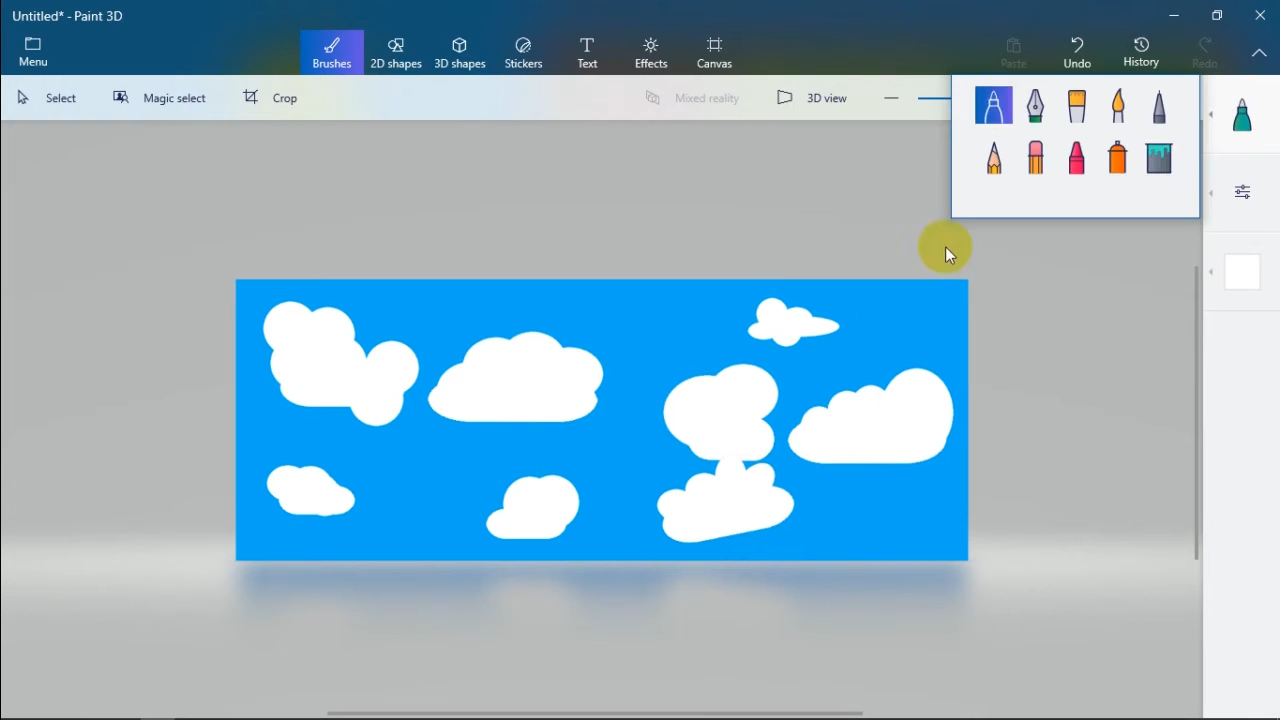 Untitled* - Paint 3D
Menu
Brushes
2D shapes
3D shapes
Stickers
Text
Effects
Canvas
Paste
Undo
History
Redo
Select
Magic select
Crop
Mixed reality
3D view